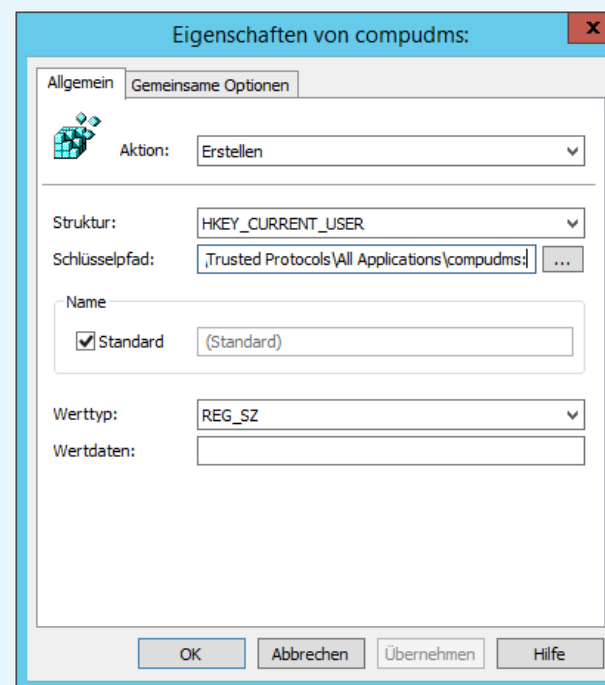 Eigenschaften von compudms:
x
Allgemein
Gemeinsame Optionen
Aktion:
Erstellen
Struktur:
HKEY_CURRENT_USER
Schlüsselpfad:
Trusted Protocols\All Applications\compudms:
...
Name
Standard
(Standard)
Werttyp:
REG_SZ
Wertdaten:
OK
Abbrechen
Übernehmen
Hilfe